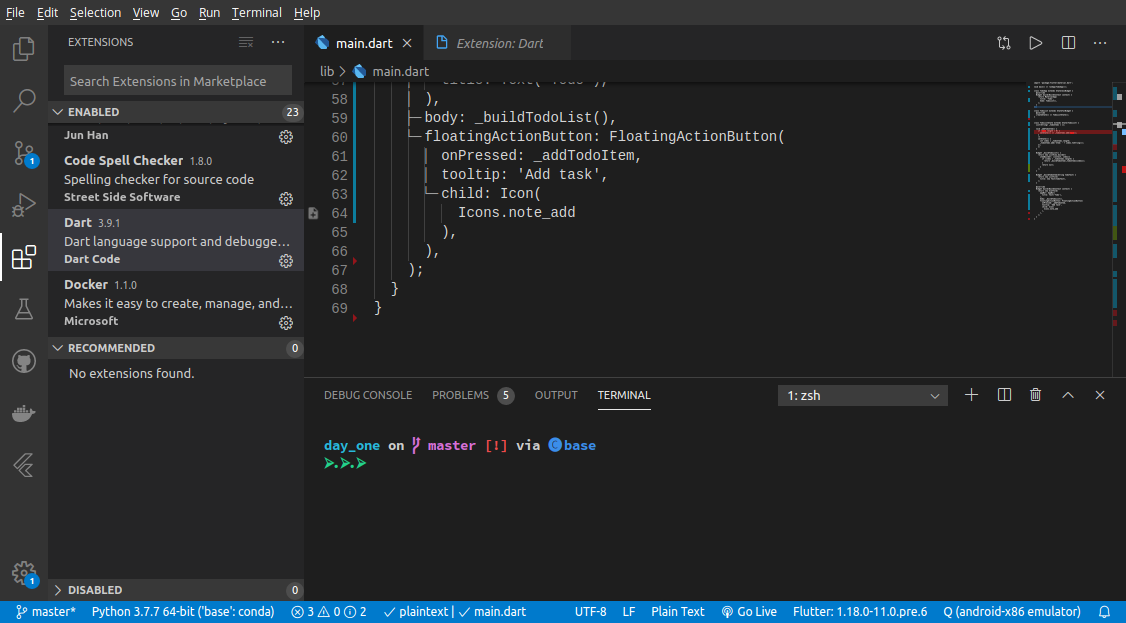 File Edit Selection View Go Run Terminal Help
EXTENSIONS
Search Extensions in Marketplace
ENABLED 23
Jun Han
Code Spell Checker 1.8.0
Spelling checker for source code
Street Side Software
Dart 3.9.1
Dart language support and debugge...
Dart Code
Docker 1.1.0
Makes it easy to create, manage, and...
Microsoft
RECOMMENDED 0
No extensions found.
DISABLED 0
1
1
main.dart Extension: Dart
lib > main.dart
58 ),
59 body: _buildTodoList(),
60 floatingActionButton: FloatingActionButton(
61 onPressed: _addTodoItem,
62 tooltip: 'Add task',
63 child: Icon(
64 Icons.note_add
65 ),
66 ),
67 );
68 }
69 }
DEBUG CONSOLE PROBLEMS 5 OUTPUT TERMINAL 1: zsh
day_one on master [!] via C base
master* Python 3.7.7 64-bit ('base': conda) 3 0 2 plaintext | main.dart UTF-8 LF Plain Text Go Live Flutter: 1.18.0-11.0.pre.6 Q (android-x86 emulator)